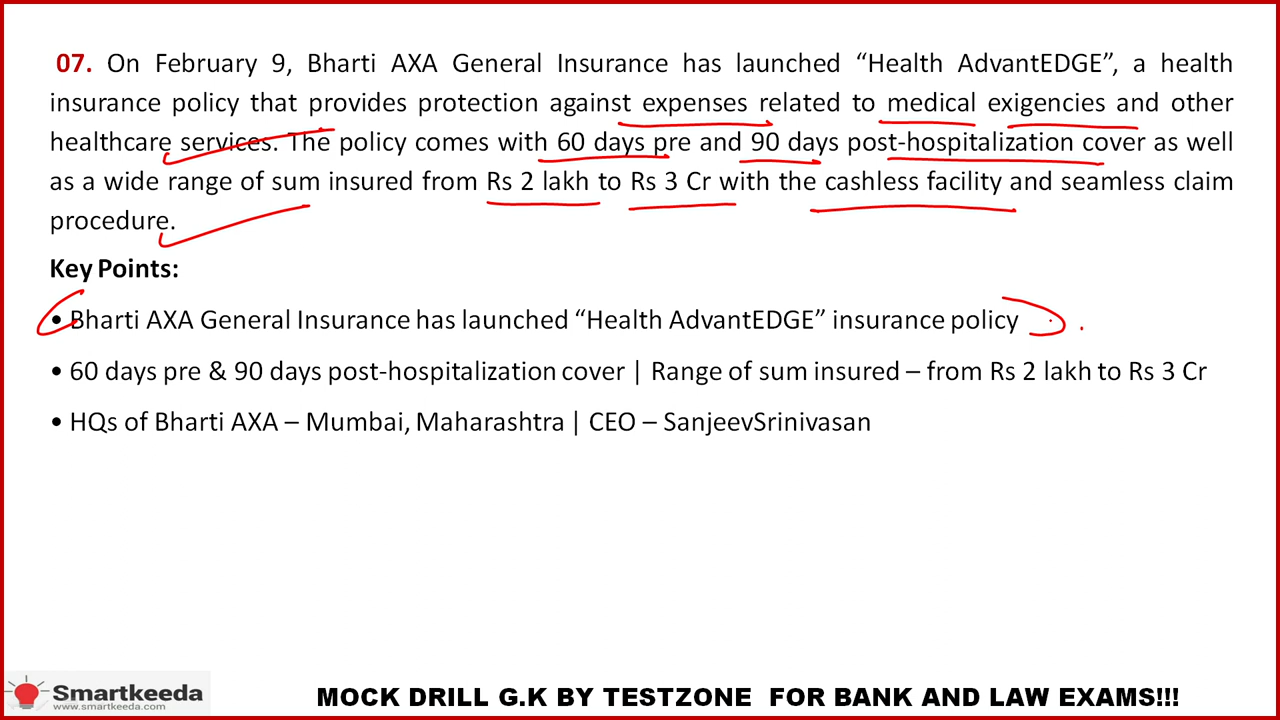 07. On February 9, Bharti AXA General Insurance has launched “Health AdvantEDGE”, a health
insurance policy that provides protection against expenses related to medical exigencies and other
healthcare services. The policy comes with 60 days pre and 90 days post-hospitalization cover as well
as a wide range of sum insured from Rs 2 lakh to Rs 3 Cr with the cashless facility and seamless claim
procedure.
Key Points:
• Bharti AXA General Insurance has launched “Health AdvantEDGE” insurance policy
• 60 days pre & 90 days post-hospitalization cover | Range of sum insured – from Rs 2 lakh to Rs 3 Cr
• HQs of Bharti AXA – Mumbai, Maharashtra | CEO – SanjeevSrinivasan
Smartkeeda
www.smartkeeda.com
MOCK DRILL G.K BY TESTZONE FOR BANK AND LAW EXAMS!!!